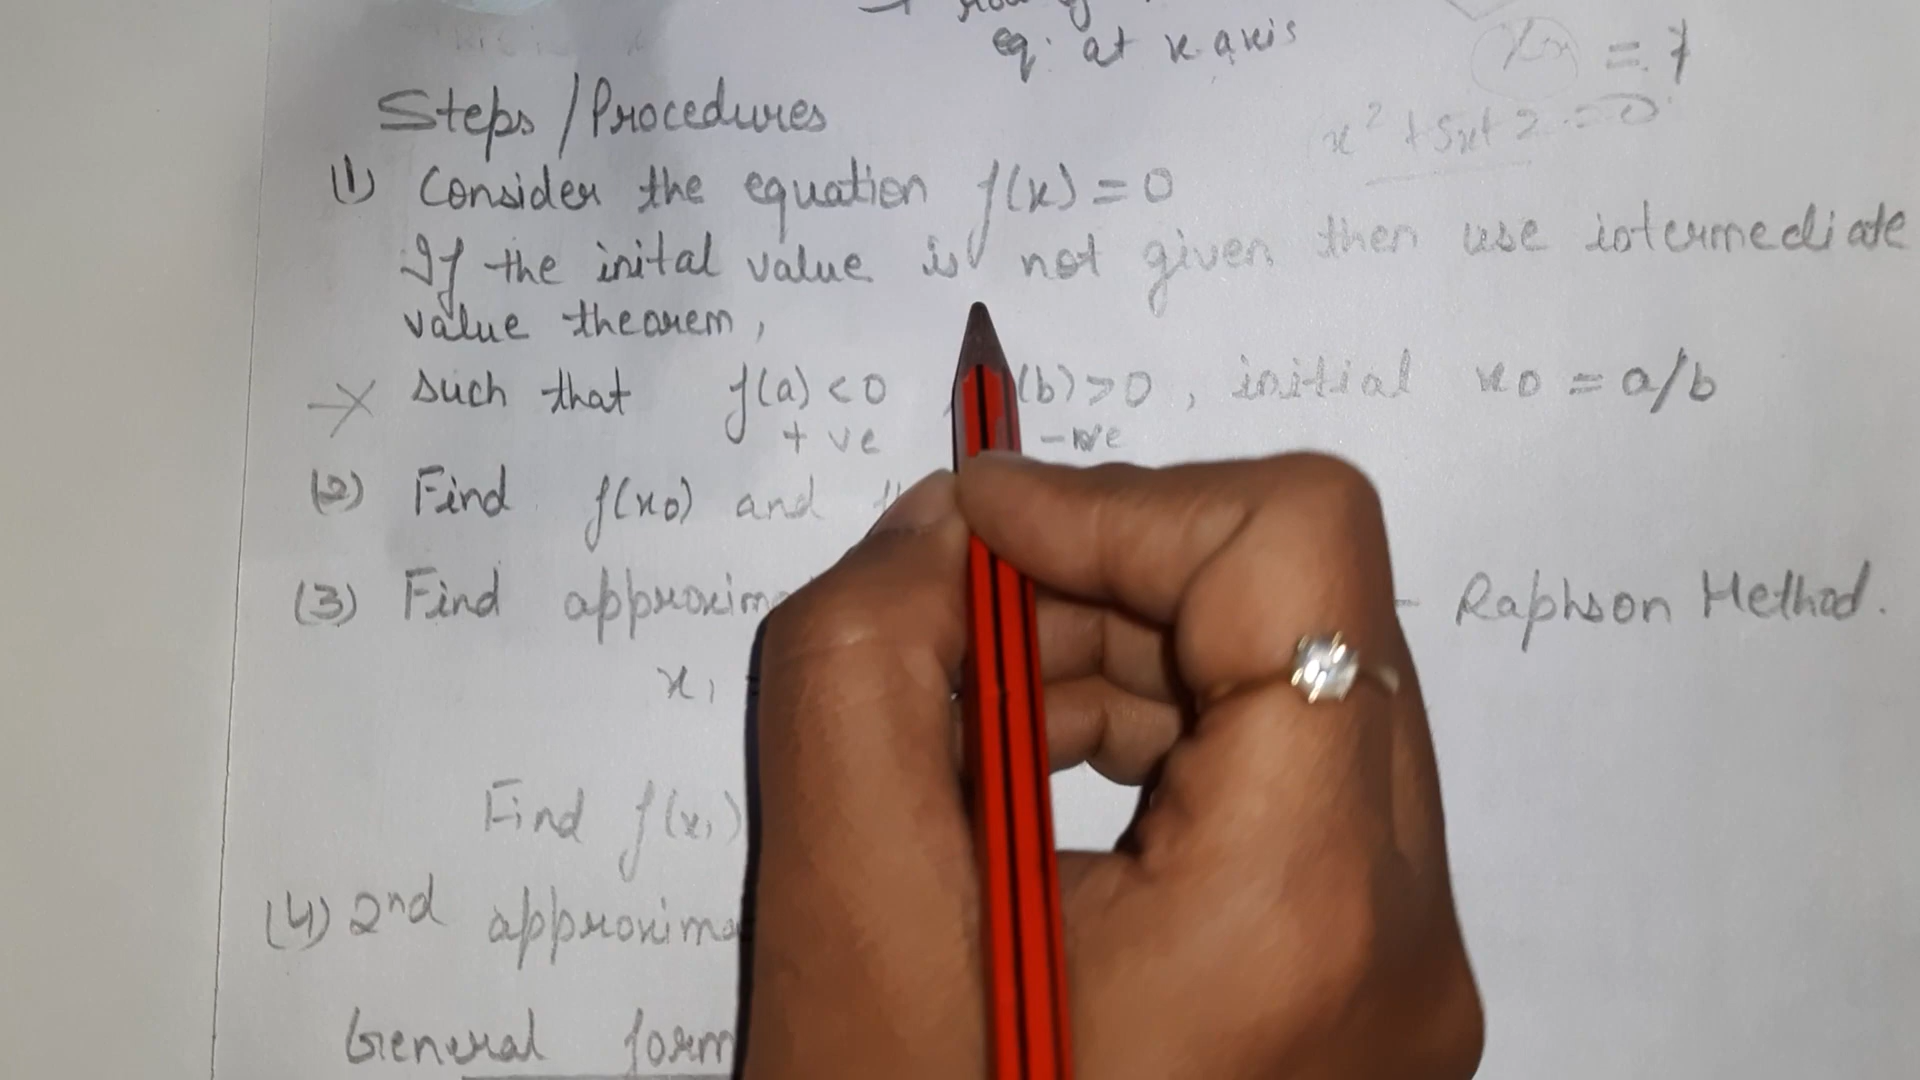 eq. at x axis
= 7
x² + 5x + 2 = 0
Steps / Procedures
(1) Consider the equation f(x) = 0
If the inital value is not given then use intermediate
value theorem,
such that f(a) < 0 , (b) > 0 , initial x0 = a/b
+ ve -ve
(2) Find f(x0) and
(3) Find approxim - Raphson Method.
x1
Find f(x1)
(4) 2nd approxima
General form